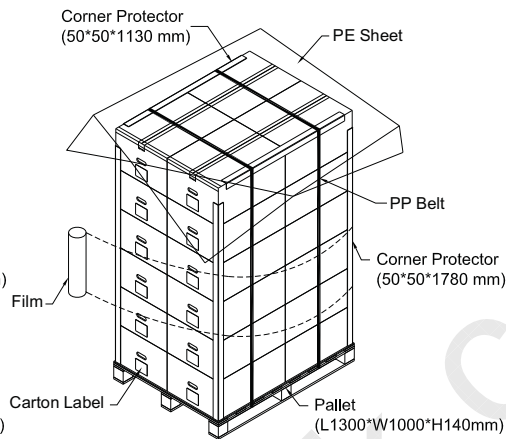 Corner Protector
(50*50*1130 mm)
PE Sheet
PP Belt
Corner Protector
(50*50*1780 mm)
)
Film
Carton Label
Pallet
(L1300*W1000*H140mm)
)